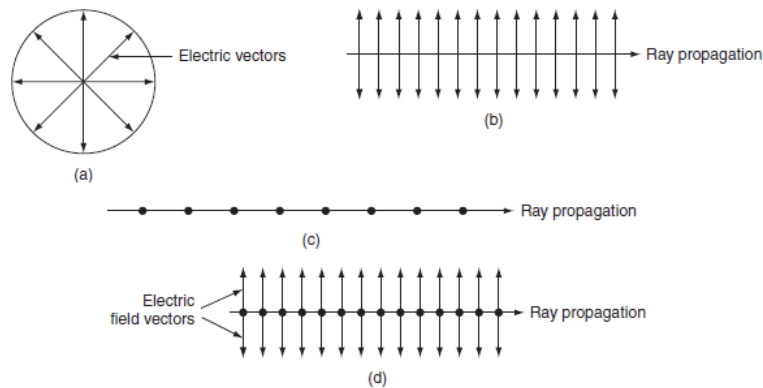 Electric vectors
(a)
Ray propagation
(b)
Ray propagation
(c)
Electric
field vectors
Ray propagation
(d)